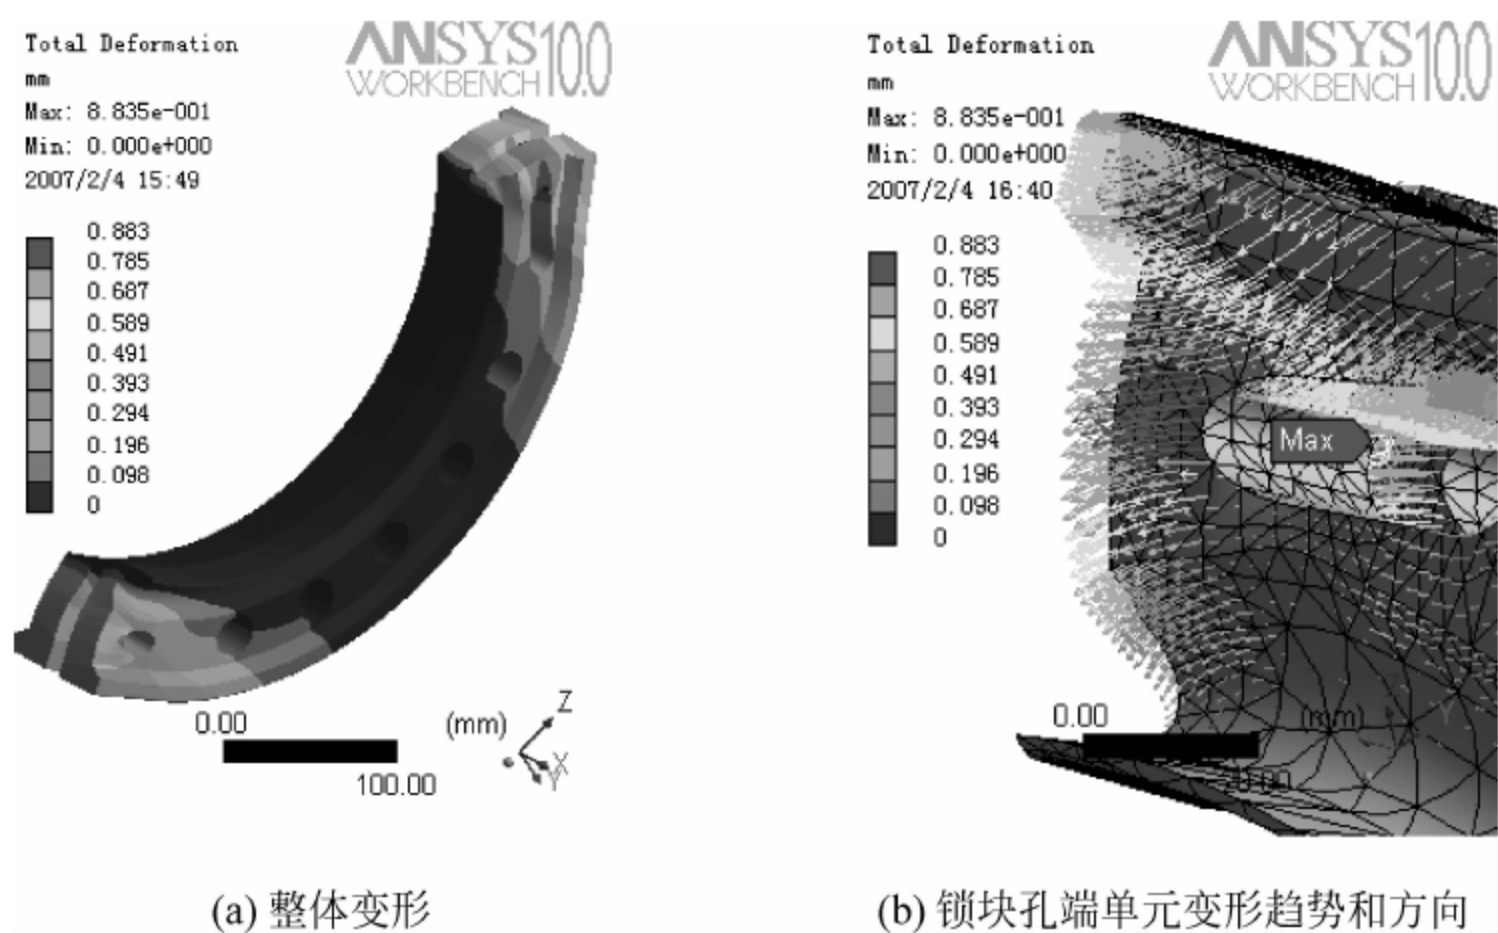 Total Deformation
mm
Max: 8.835e-001
Min: 0.000e+000
2007/2/4 15:49
ANSYS 10.0
WORKBENCH
0.883
0.785
0.687
0.589
0.491
0.393
0.294
0.196
0.098
0
0.00
(mm)
100.00
Z
X
Y
(a) 整体变形
Total Deformation
mm
Max: 8.835e-001
Min: 0.000e+000
2007/2/4 16:40
ANSYS 10.0
WORKBENCH
0.883
0.785
0.687
0.589
0.491
0.393
0.294
0.196
0.098
0
Max
0.00
(mm)
Y
(b) 锁块孔端单元变形趋势和方向